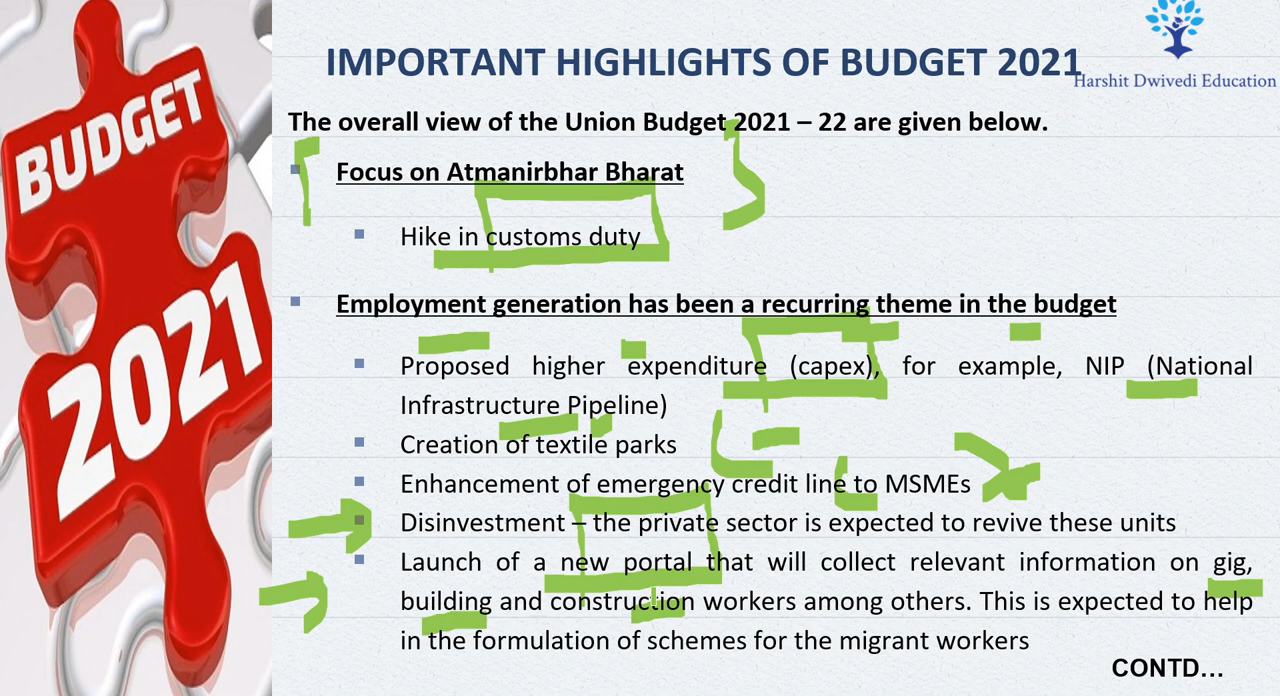 BUDGET
2021
IMPORTANT HIGHLIGHTS OF BUDGET 2021
Harshit Dwivedi Education
The overall view of the Union Budget 2021 – 22 are given below.
Focus on Atmanirbhar Bharat
Hike in customs duty
Employment generation has been a recurring theme in the budget
Proposed higher expenditure (capex), for example, NIP (National
Infrastructure Pipeline)
Creation of textile parks
Enhancement of emergency credit line to MSMEs
Disinvestment – the private sector is expected to revive these units
Launch of a new portal that will collect relevant information on gig,
building and construction workers among others. This is expected to help
in the formulation of schemes for the migrant workers
CONTD...